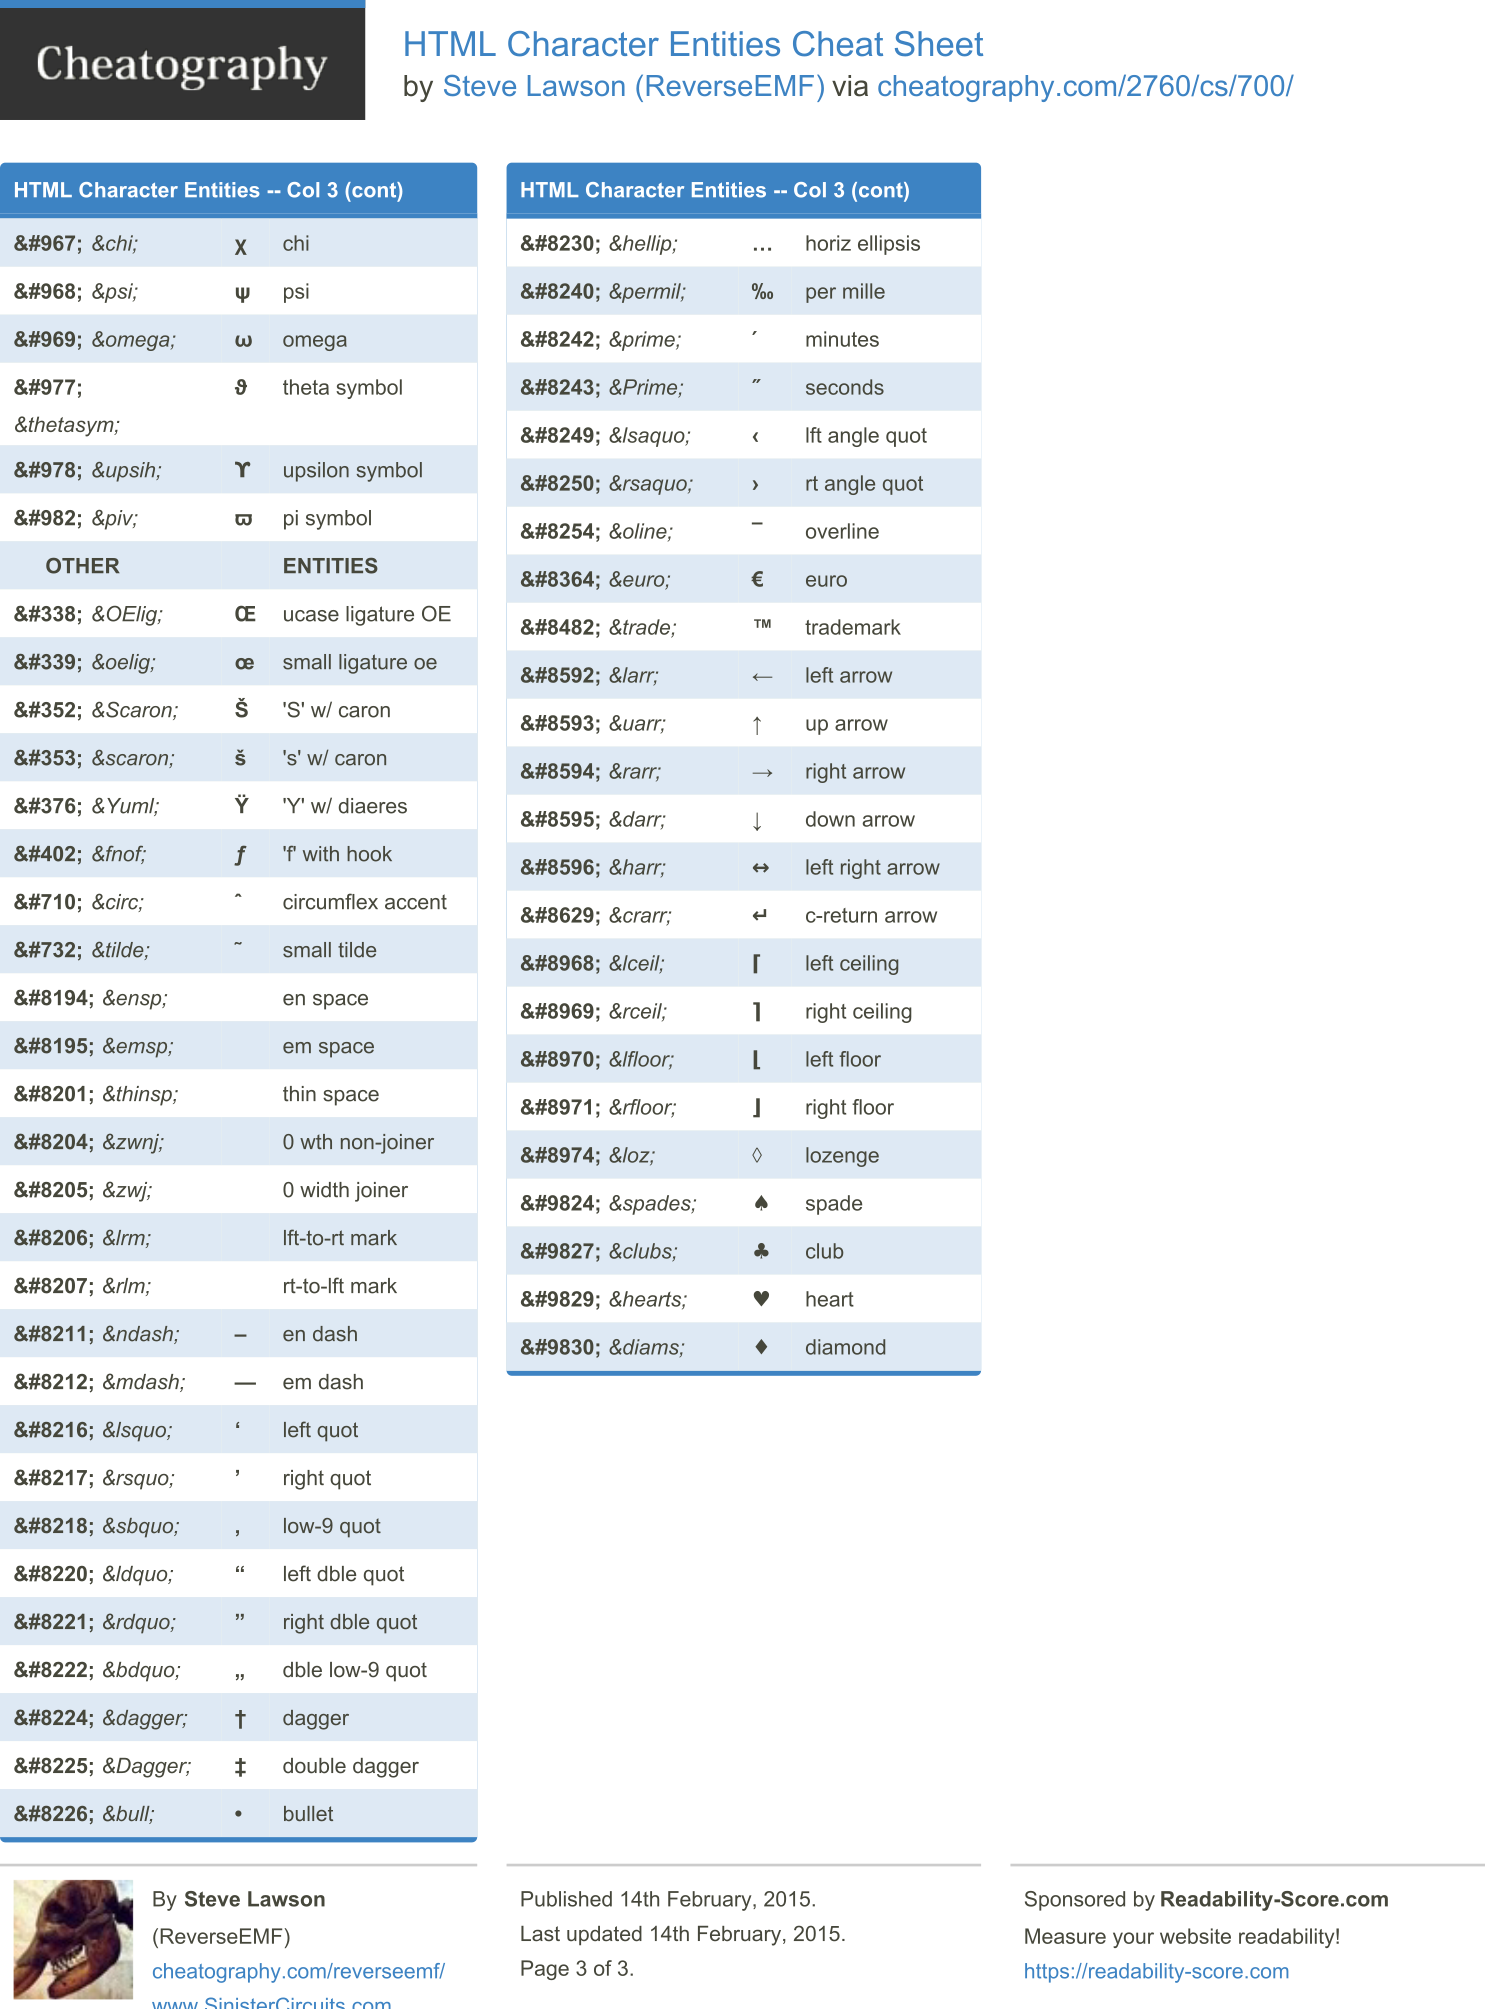 Cheatography
HTML Character Entities Cheat Sheet
by Steve Lawson (ReverseEMF) via cheatography.com/2760/cs/700/
HTML Character Entities -- Col 3 (cont)
&#967; &chi; χ chi
&#968; &psi; ψ psi
&#969; &omega; ω omega
&#977; ϑ theta symbol
&thetasym;
&#978; &upsih; ϒ upsilon symbol
&#982; &piv; ϖ pi symbol
OTHER ENTITIES
&#338; &OElig; Œ ucase ligature OE
&#339; &oelig; œ small ligature oe
&#352; &Scaron; Š 'S' w/ caron
&#353; &scaron; š 's' w/ caron
&#376; &Yuml; Ÿ 'Y' w/ diaeres
&#402; &fnof; ƒ 'f' with hook
&#710; &circ; ˆ circumflex accent
&#732; &tilde; ˜ small tilde
&#8194; &ensp; en space
&#8195; &emsp; em space
&#8201; &thinsp; thin space
&#8204; &zwnj; 0 wth non-joiner
&#8205; &zwj; 0 width joiner
&#8206; &lrm; lft-to-rt mark
&#8207; &rlm; rt-to-lft mark
&#8211; &ndash; – en dash
&#8212; &mdash; — em dash
&#8216; &lsquo; ‘ left quot
&#8217; &rsquo; ’ right quot
&#8218; &sbquo; ‚ low-9 quot
&#8220; &ldquo; “ left dble quot
&#8221; &rdquo; ” right dble quot
&#8222; &bdquo; „ dble low-9 quot
&#8224; &dagger; † dagger
&#8225; &Dagger; ‡ double dagger
&#8226; &bull; • bullet
HTML Character Entities -- Col 3 (cont)
&#8230; &hellip; … horiz ellipsis
&#8240; &permil; ‰ per mille
&#8242; &prime; ′ minutes
&#8243; &Prime; ″ seconds
&#8249; &lsaquo; ‹ lft angle quot
&#8250; &rsaquo; › rt angle quot
&#8254; &oline; ‾ overline
&#8364; &euro; € euro
&#8482; &trade; ™ trademark
&#8592; &larr; ← left arrow
&#8593; &uarr; ↑ up arrow
&#8594; &rarr; → right arrow
&#8595; &darr; ↓ down arrow
&#8596; &harr; ↔ left right arrow
&#8629; &crarr; ↵ c-return arrow
&#8968; &lceil; ⌈ left ceiling
&#8969; &rceil; ⌉ right ceiling
&#8970; &lfloor; ⌊ left floor
&#8971; &rfloor; ⌋ right floor
&#8974; &loz; ◊ lozenge
&#9824; &spades; ♠ spade
&#9827; &clubs; ♣ club
&#9829; &hearts; ♥ heart
&#9830; &diams; ♦ diamond
By Steve Lawson
(ReverseEMF)
cheatography.com/reverseemf/
www.SinisterCircuits.com
Published 14th February, 2015.
Last updated 14th February, 2015.
Page 3 of 3.
Sponsored by Readability-Score.com
Measure your website readability!
https://readability-score.com